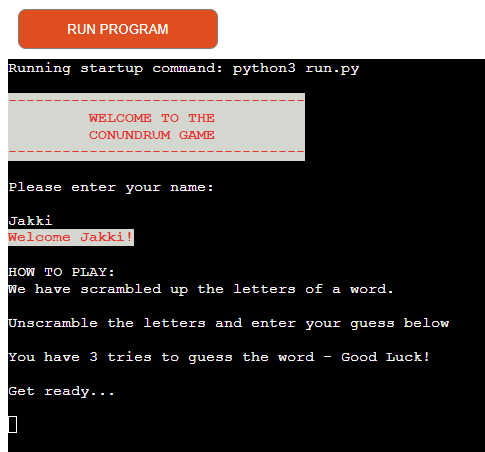 RUN PROGRAM
Running startup command: python3 run.py
---------------------------------
WELCOME TO THE
CONUNDRUM GAME
---------------------------------
Please enter your name:
Jakki
Welcome Jakki!
HOW TO PLAY:
We have scrambled up the letters of a word.
Unscramble the letters and enter your guess below
You have 3 tries to guess the word - Good Luck!
Get ready...